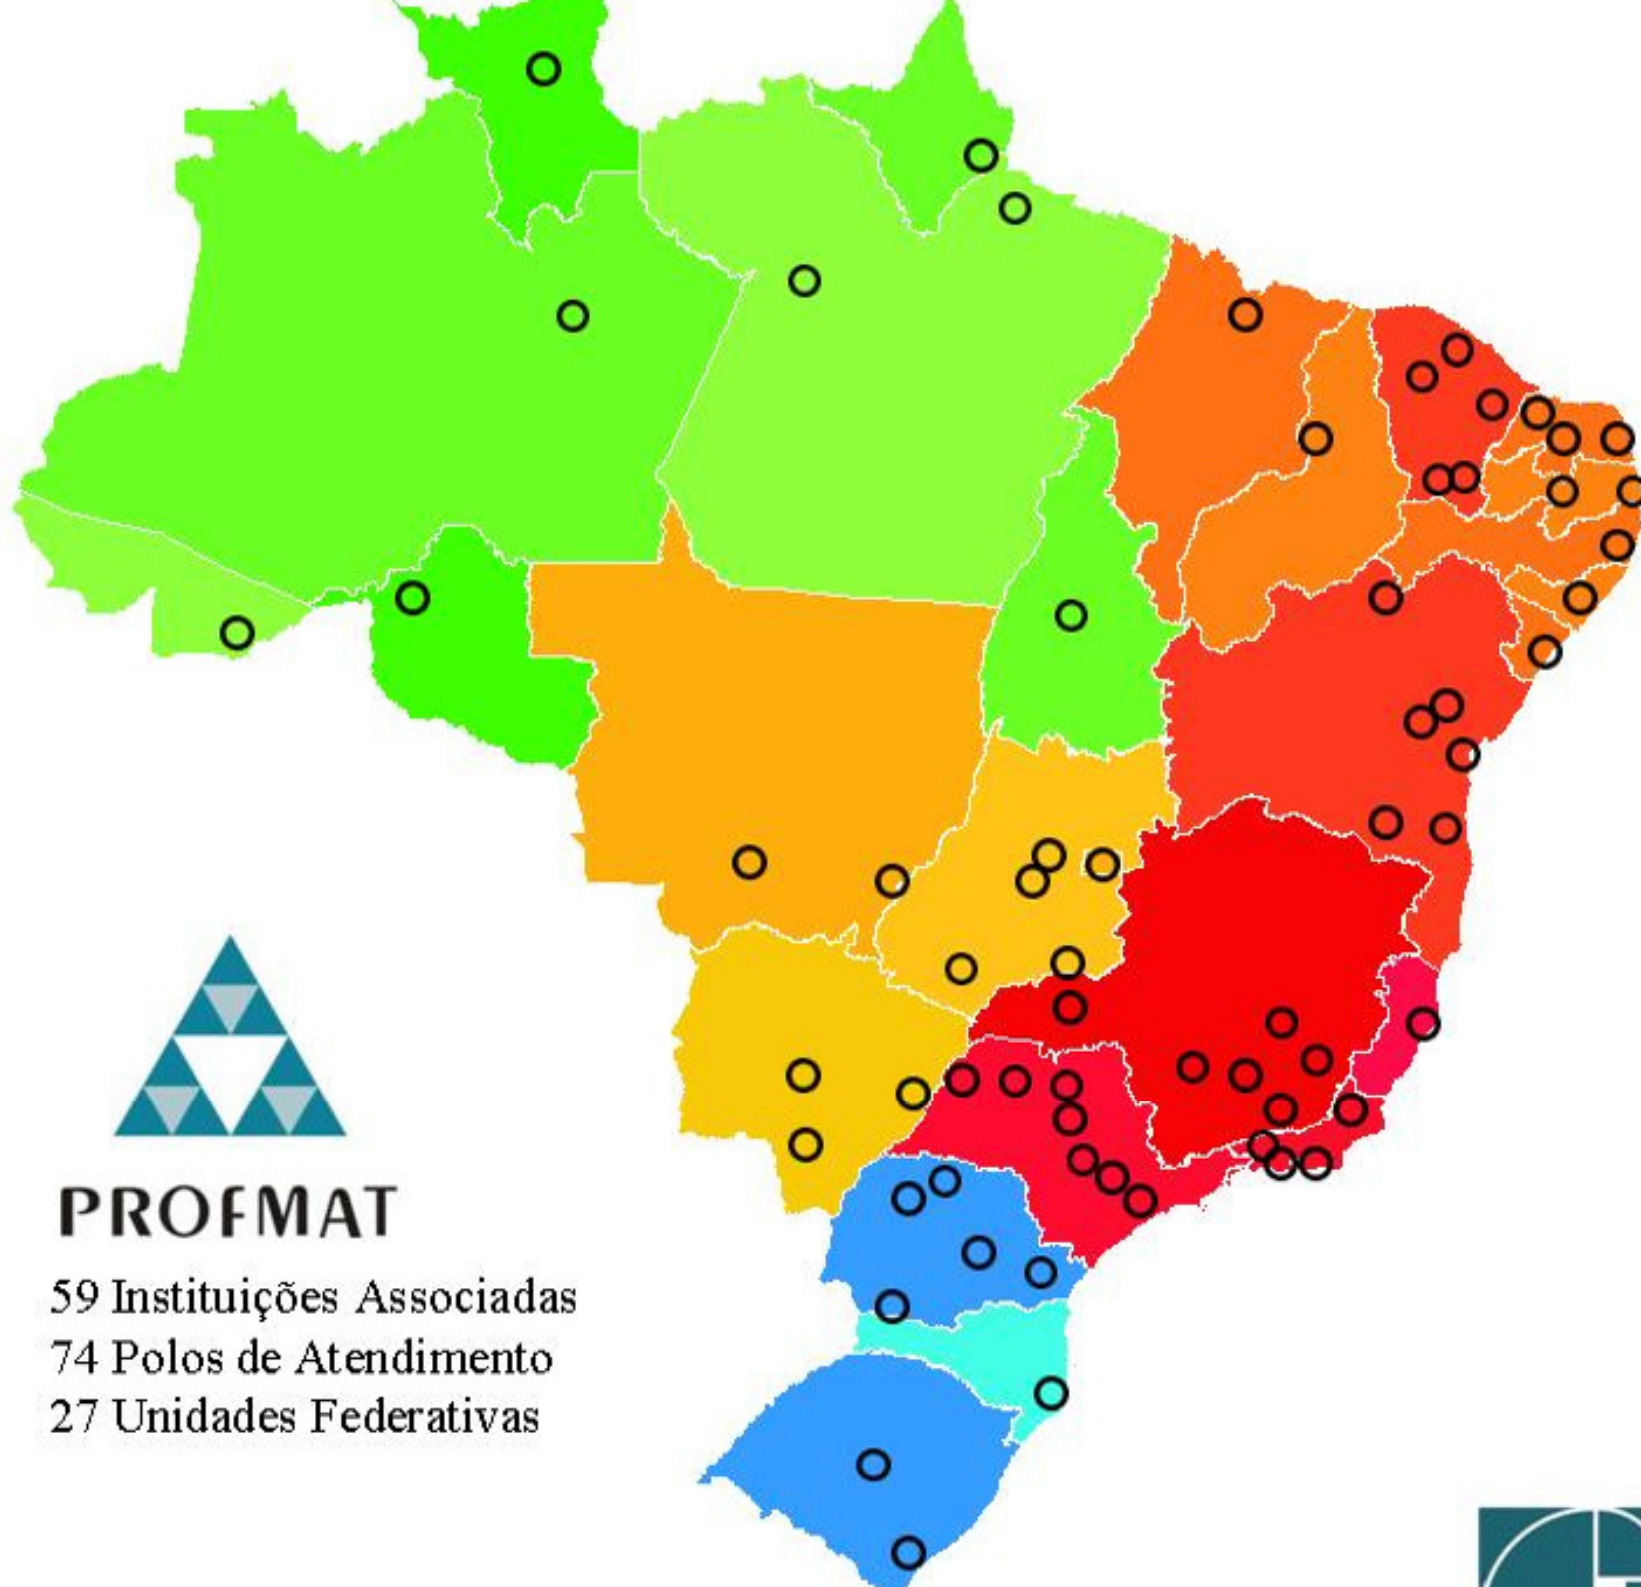 PROFMAT
59 Instituições Associadas
74 Polos de Atendimento
27 Unidades Federativas